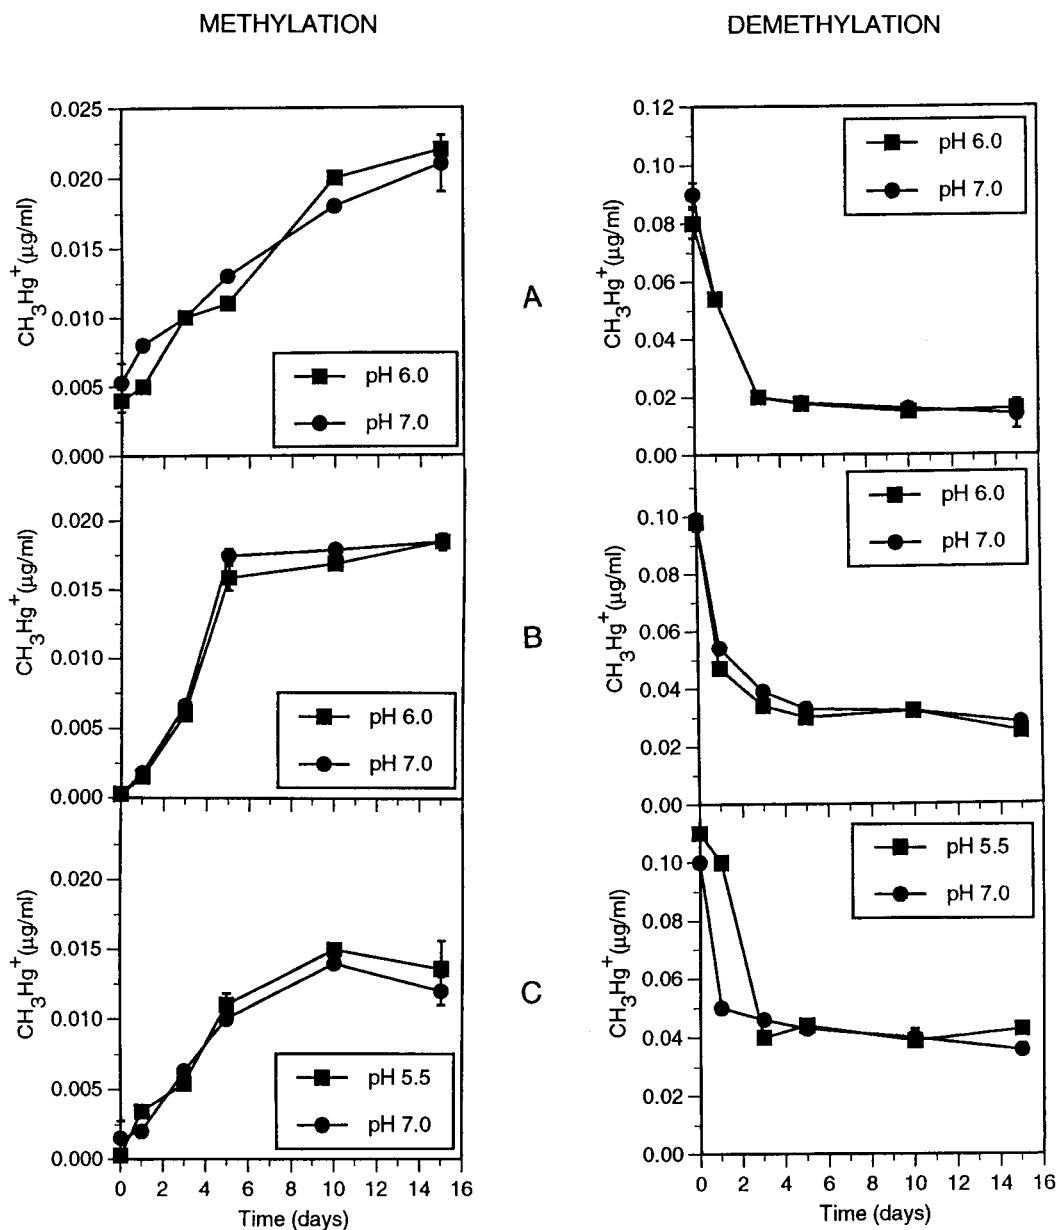 METHYLATION
DEMETHYLATION
0.025
0.020
0.015
0.010
0.005
0.000
CH3Hg+(µg/ml)
pH 6.0
pH 7.0
A
0.12
0.10
0.08
0.06
0.04
0.02
0.00
CH3Hg+(µg/ml)
pH 6.0
pH 7.0
0.020
0.015
0.010
0.005
0.000
CH3Hg+(µg/ml)
pH 6.0
pH 7.0
B
0.10
0.08
0.06
0.04
0.02
0.00
CH3Hg+(µg/ml)
pH 6.0
pH 7.0
0.020
0.015
0.010
0.005
0.000
CH3Hg+(µg/ml)
pH 5.5
pH 7.0
0 2 4 6 8 10 12 14 16
Time (days)
C
0.10
0.08
0.06
0.04
0.02
0.00
CH3Hg+(µg/ml)
pH 5.5
pH 7.0
0 2 4 6 8 10 12 14 16
Time (days)